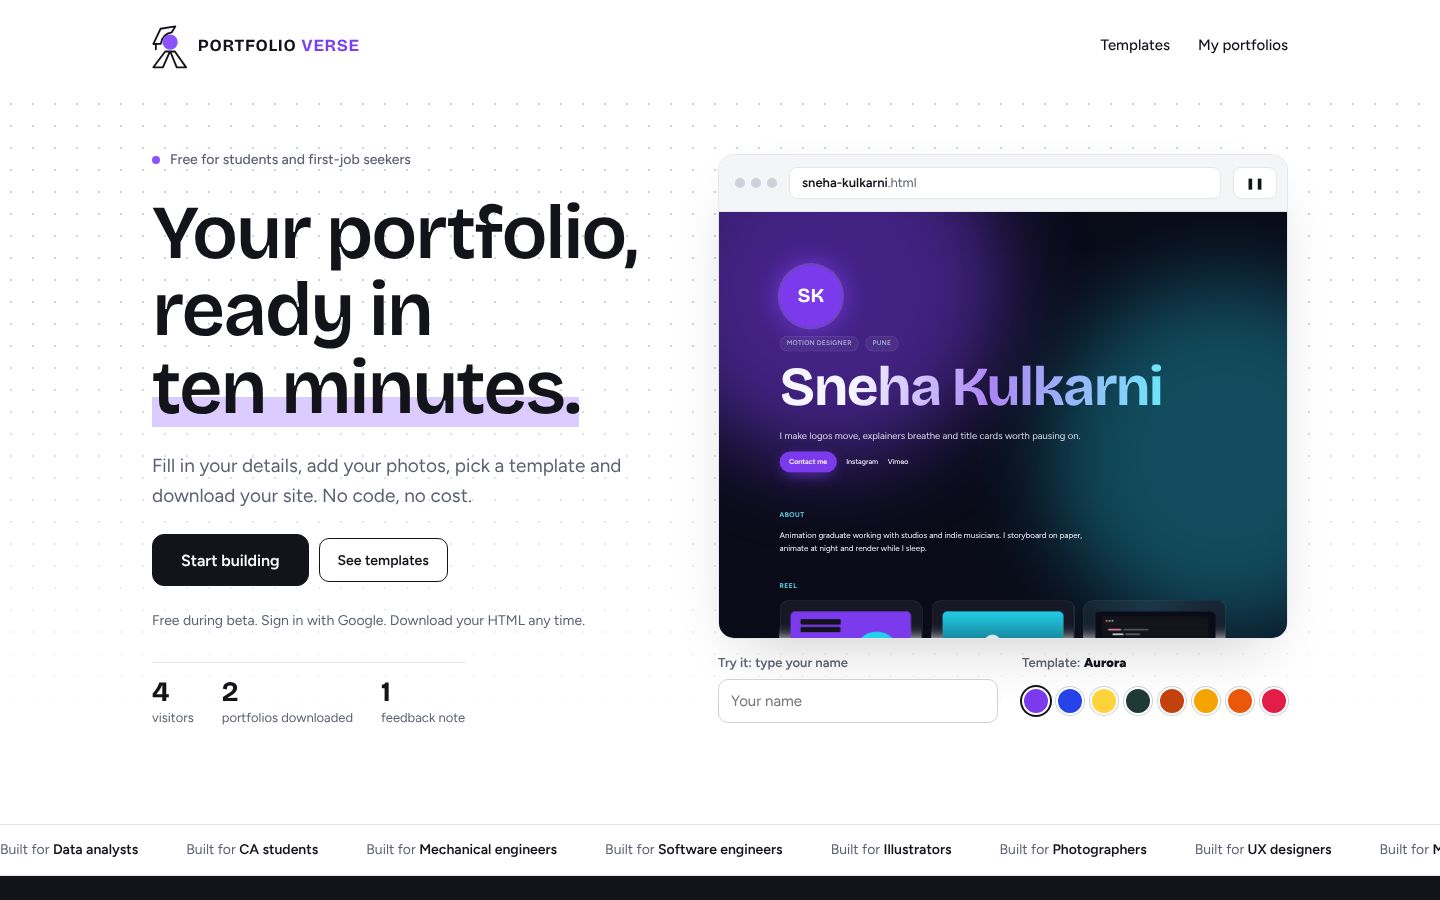 PORTFOLIO VERSE
Templates
My portfolios
Free for students and first-job seekers
Your portfolio,
ready in
ten minutes.
Fill in your details, add your photos, pick a template and
download your site. No code, no cost.
Start building
See templates
Free during beta. Sign in with Google. Download your HTML any time.
4
visitors
2
portfolios downloaded
1
feedback note
sneha-kulkarni.html
SK
MOTION DESIGNER
PUNE
Sneha Kulkarni
I make logos move, explainers breathe and title cards worth pausing on.
Contact me
Instagram
Vimeo
ABOUT
Animation graduate working with studios and indie musicians. I storyboard on paper,
animate at night and render while I sleep.
REEL
Try it: type your name
Your name
Template: Aurora
Built for Data analysts
Built for CA students
Built for Mechanical engineers
Built for Software engineers
Built for Illustrators
Built for Photographers
Built for UX designers
Built for